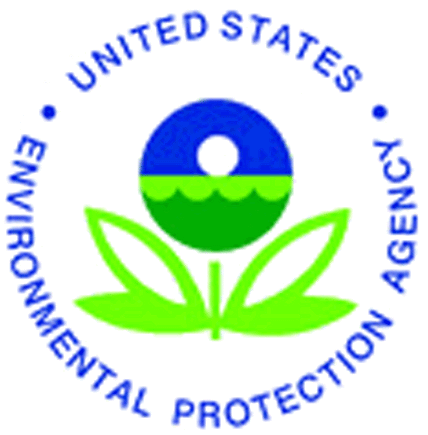 UNITED STATES
ENVIRONMENTAL PROTECTION AGENCY